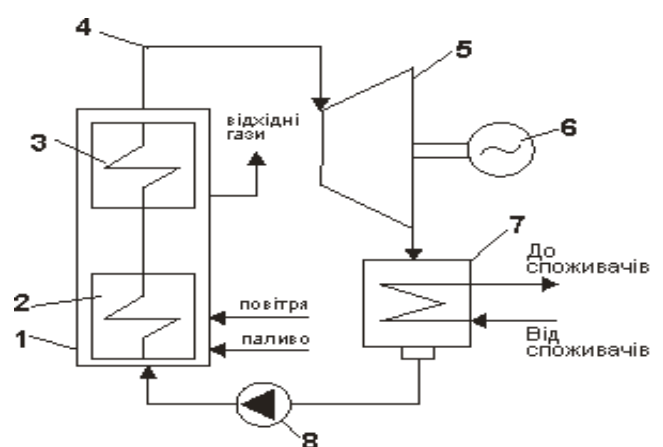 4
5
відхідні
гази
3
6
7
До
споживачів
2
повітря
1
паливо
Від
споживачів
8